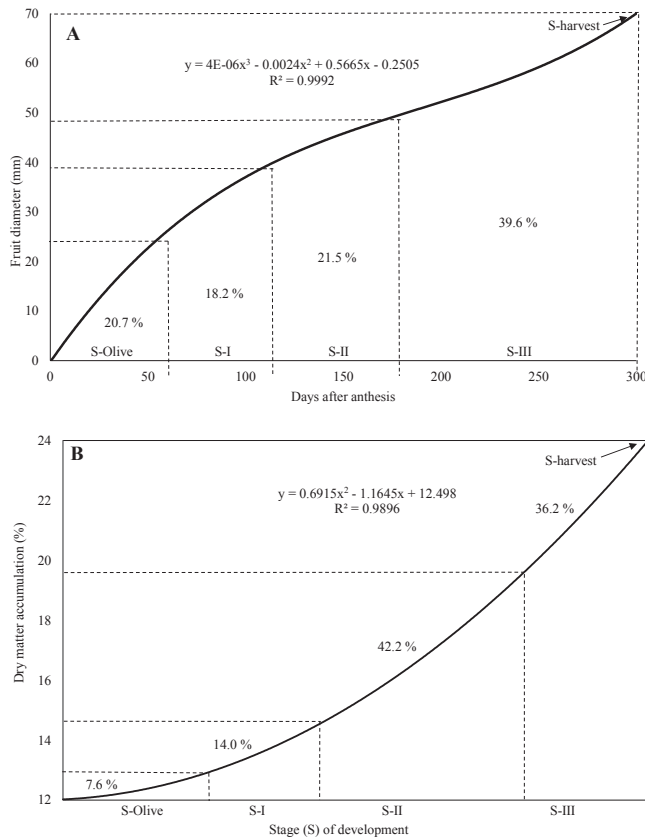 A
S-harvest
y = 4E-06x³ - 0.0024x² + 0.5665x - 0.2505
R² = 0.9992
70
60
50
40
30
20
10
0
Fruit diameter (mm)
20.7 %
18.2 %
21.5 %
39.6 %
S-Olive
S-I
S-II
S-III
0
50
100
150
200
250
300
Days after anthesis
B
S-harvest
y = 0.6915x² - 1.1645x + 12.498
R² = 0.9896
24
22
20
18
16
14
12
Dry matter accumulation (%)
7.6 %
14.0 %
42.2 %
36.2 %
S-Olive
S-I
S-II
S-III
Stage (S) of development